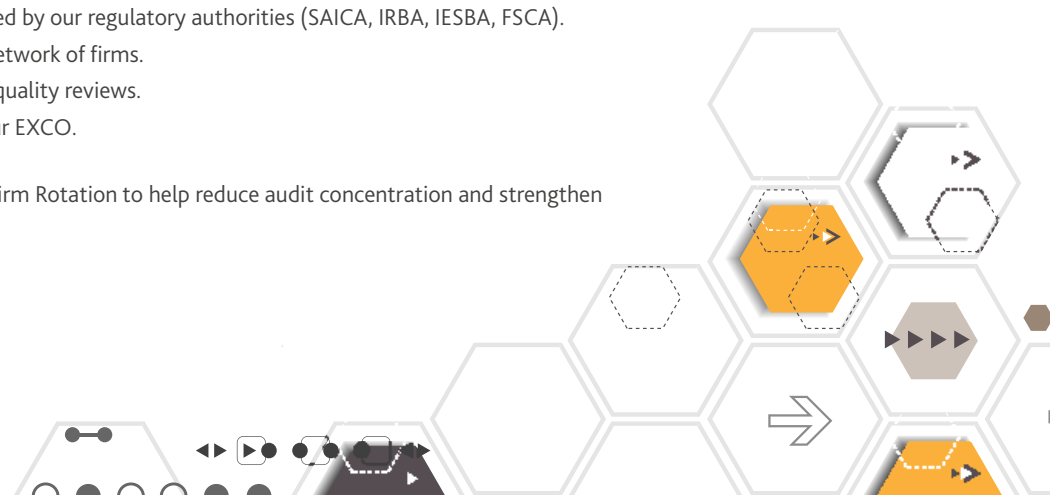 ed by our regulatory authorities (SAICA, IRBA, IESBA, FSCA).
etwork of firms.
quality reviews.
ur EXCO.
irm Rotation to help reduce audit concentration and strengthen